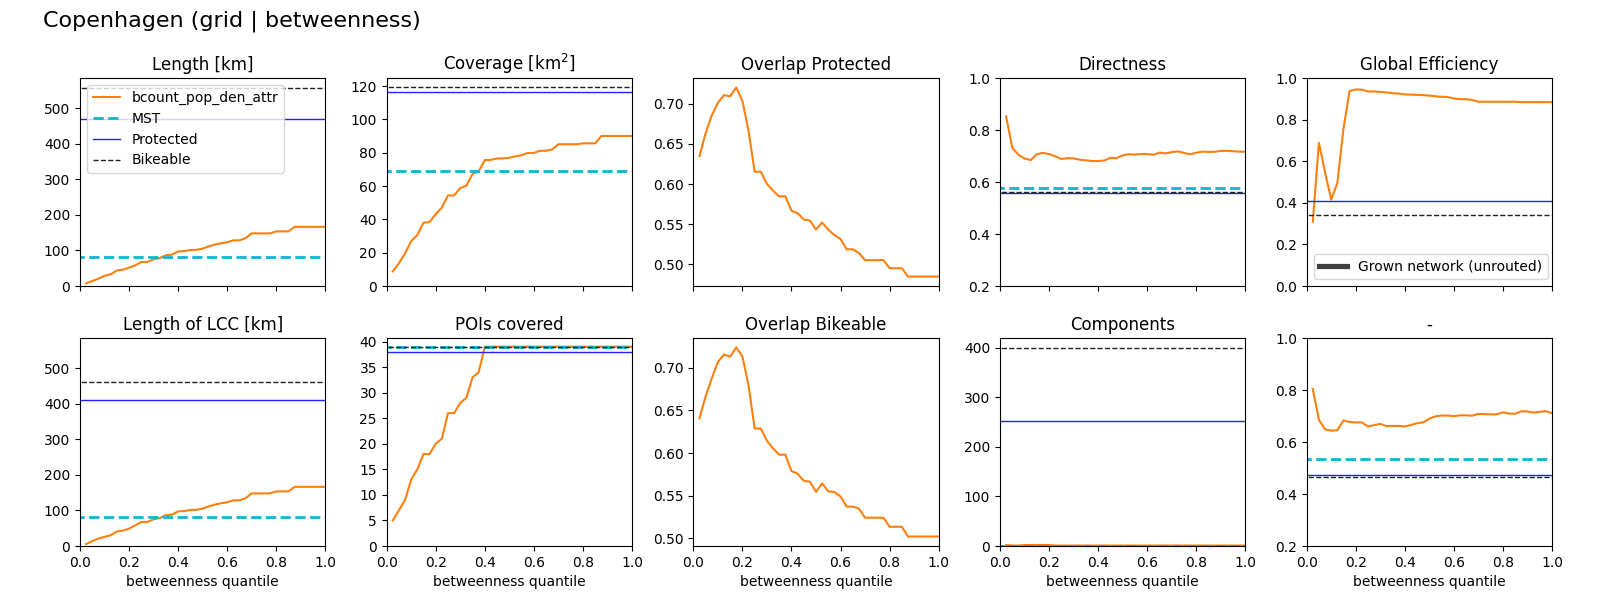 Copenhagen (grid | betweenness)
Length [km]
500
400
300
200
100
0
bcount_pop_den_attr
MST
Protected
Bikeable
Coverage [km²]
120
100
80
60
40
20
0
Overlap Protected
0.70
0.65
0.60
0.55
0.50
Directness
1.0
0.8
0.6
0.4
0.2
Global Efficiency
1.0
0.8
0.6
0.4
0.2
0.0
Grown network (unrouted)
Length of LCC [km]
500
400
300
200
100
0
0.0 0.2 0.4 0.6 0.8 1.0
betweenness quantile
POIs covered
40
35
30
25
20
15
10
5
0
0.0 0.2 0.4 0.6 0.8 1.0
betweenness quantile
Overlap Bikeable
0.70
0.65
0.60
0.55
0.50
0.0 0.2 0.4 0.6 0.8 1.0
betweenness quantile
Components
400
300
200
100
0
0.0 0.2 0.4 0.6 0.8 1.0
betweenness quantile
-
1.0
0.8
0.6
0.4
0.2
0.0 0.2 0.4 0.6 0.8 1.0
betweenness quantile